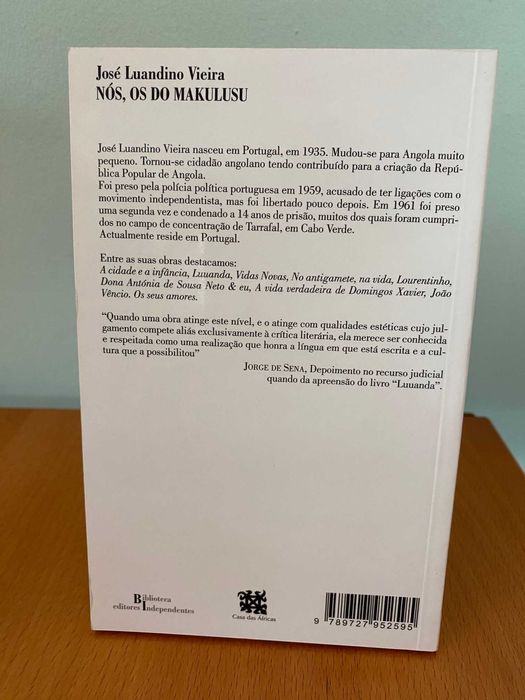 José Luandino Vieira
NÓS, OS DO MAKULUSU
José Luandino Vieira nasceu em Portugal, em 1935. Mudou-se para Angola muito
pequeno. Tornou-se cidadão angolano tendo contribuído para a criação da Repú-
blica Popular de Angola.
Foi preso pela polícia política portuguesa em 1959, acusado de ter ligações com o
movimento independentista, mas foi libertado pouco depois. Em 1961 foi preso
uma segunda vez e condenado a 14 anos de prisão, muitos dos quais foram cumpri-
dos no campo de concentração de Tarrafal, em Cabo Verde.
Actualmente reside em Portugal.
Entre as suas obras destacamos:
A cidade e a infância, Luuanda, Vidas Novas, No antigamete, na vida, Lourentinho,
Dona Antónia de Sousa Neto & eu, A vida verdadeira de Domingos Xavier, João
Vêncio. Os seus amores.
“Quando uma obra atinge este nível, e o atinge com qualidades estéticas cujo jul-
gamento compete aliás exclusivamente à crítica literária, ela merece ser conhecida
e respeitada como uma realização que honra a língua em que está escrita e a cul-
tura que a possibilitou”
JORGE DE SENA, Depoimento no recurso judicial
quando da apreensão do livro “Luuanda”.
Biblioteca
editores Independentes
Casa das Áfricas
9 789727 952595